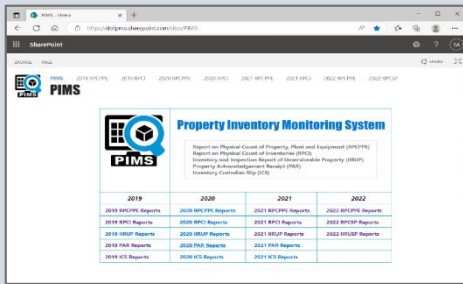 PIMS - Home
https://dofpmo.sharepoint.com/sites/PIMS
SharePoint
SA
BROWSE PAGE
SHARE
PIMS 2019 RPCPPE 2019 RPCI 2020 RPCPPE 2020 RPCI 2021 RPCPPE 2021 RPCI 2022 RPCPPE 2022 RPCSP
PIMS
PIMS
Property Inventory Monitoring System
Report on Physical Count of Property, Plant and Equipment (RPCPPE)
Report on Physical Count of Inventories (RPCI)
Inventory and Inspection Report of Unserviceable Property (IIRUP)
Property Acknowledgement Receipt (PAR)
Inventory Custodian Slip (ICS)
2019 2020 2021 2022
2019 RPCPPE Reports 2020 RPCPPE Reports 2021 RPCPPE Reports 2022 RPCPPE Reports
2019 RPCI Reports 2020 RPCI Reports 2021 RPCI Reports 2022 RPCSP Reports
2019 IIRUP Reports 2020 IIRUP Reports 2021 IIRUP Reports 2022 IIRUSP Reports
2019 PAR Reports 2020 PAR Reports 2021 PAR Reports
2019 ICS Reports 2020 ICS Reports 2021 ICS Reports